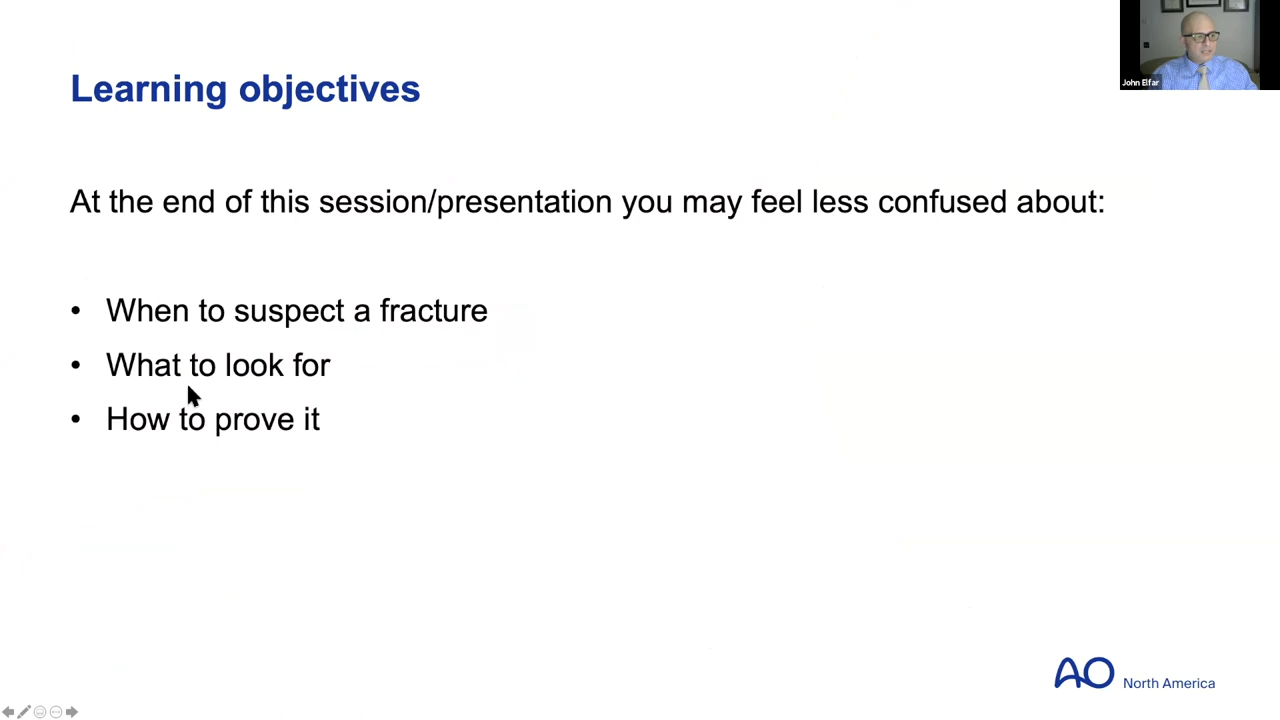 John Elfar
Learning objectives
At the end of this session/presentation you may feel less confused about:
• When to suspect a fracture
• What to look for
• How to prove it
AO North America